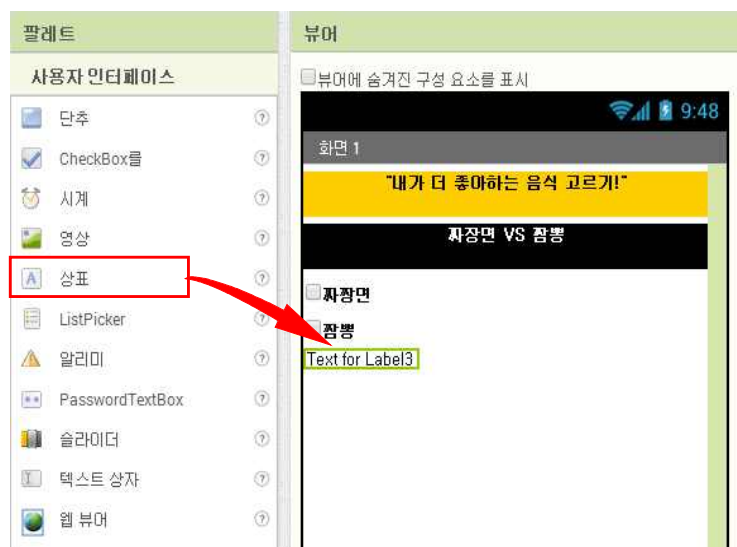 팔레트
사용자 인터페이스
단추
CheckBox를
시계
영상
상표
ListPicker
알리미
PasswordTextBox
슬라이더
텍스트 상자
웹 뷰어
뷰어
뷰어에 숨겨진 구성 요소를 표시
9:48
화면 1
"내가 더 좋아하는 음식 고르기!"
짜장면 VS 짬뽕
짜짱면
짬뽕
Text for Label3